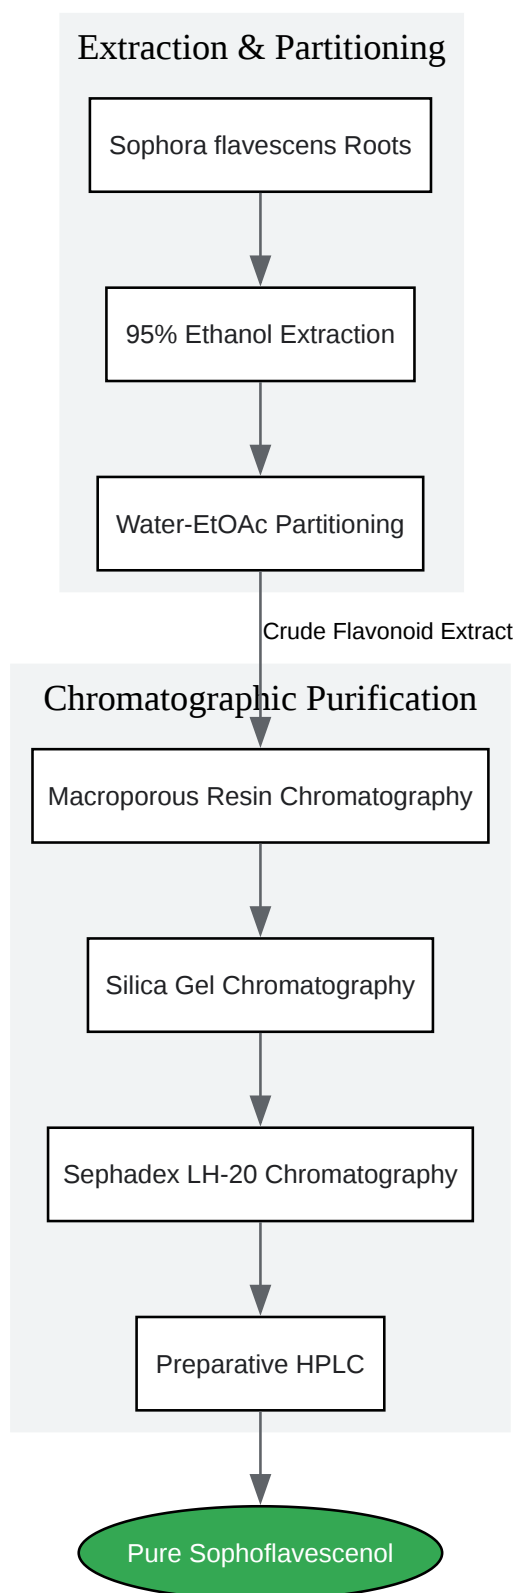 Extraction & Partitioning
Sophora flavescens Roots
95% Ethanol Extraction
Water-EtOAc Partitioning
Crude Flavonoid Extract
Chromatographic Purification
Macroporous Resin Chromatography
Silica Gel Chromatography
Sephadex LH-20 Chromatography
Preparative HPLC
Pure Sophoflavescenol